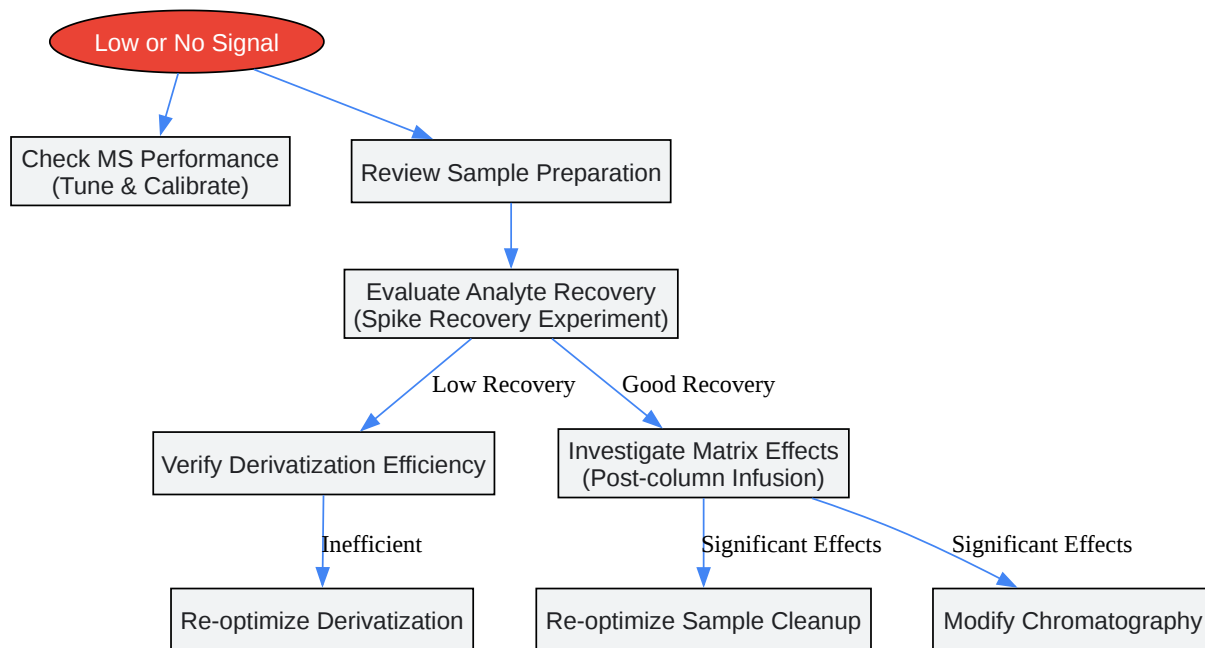 Low or No Signal
Check MS Performance
(Tune & Calibrate)
Review Sample Preparation
Evaluate Analyte Recovery
(Spike Recovery Experiment)
Low Recovery
Good Recovery
Verify Derivatization Efficiency
Investigate Matrix Effects
(Post-column Infusion)
Inefficient
Significant Effects
Significant Effects
Re-optimize Derivatization
Re-optimize Sample Cleanup
Modify Chromatography